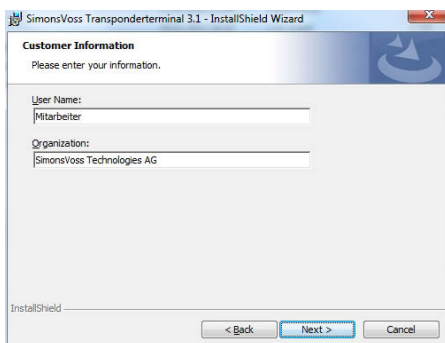 SimonsVoss Transponderterminal 3.1 - InstallShield Wizard
Customer Information
Please enter your information.
User Name:
Mitarbeiter
Organization:
SimonsVoss Technologies AG
InstallShield
< Back Next > Cancel